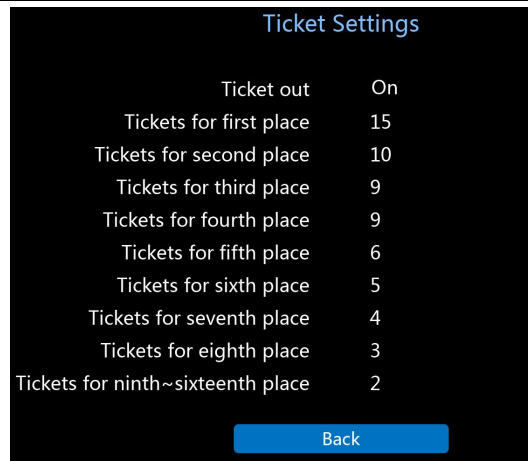 Ticket Settings
Ticket out On
Tickets for first place 15
Tickets for second place 10
Tickets for third place 9
Tickets for fourth place 9
Tickets for fifth place 6
Tickets for sixth place 5
Tickets for seventh place 4
Tickets for eighth place 3
Tickets for ninth~sixteenth place 2
Back